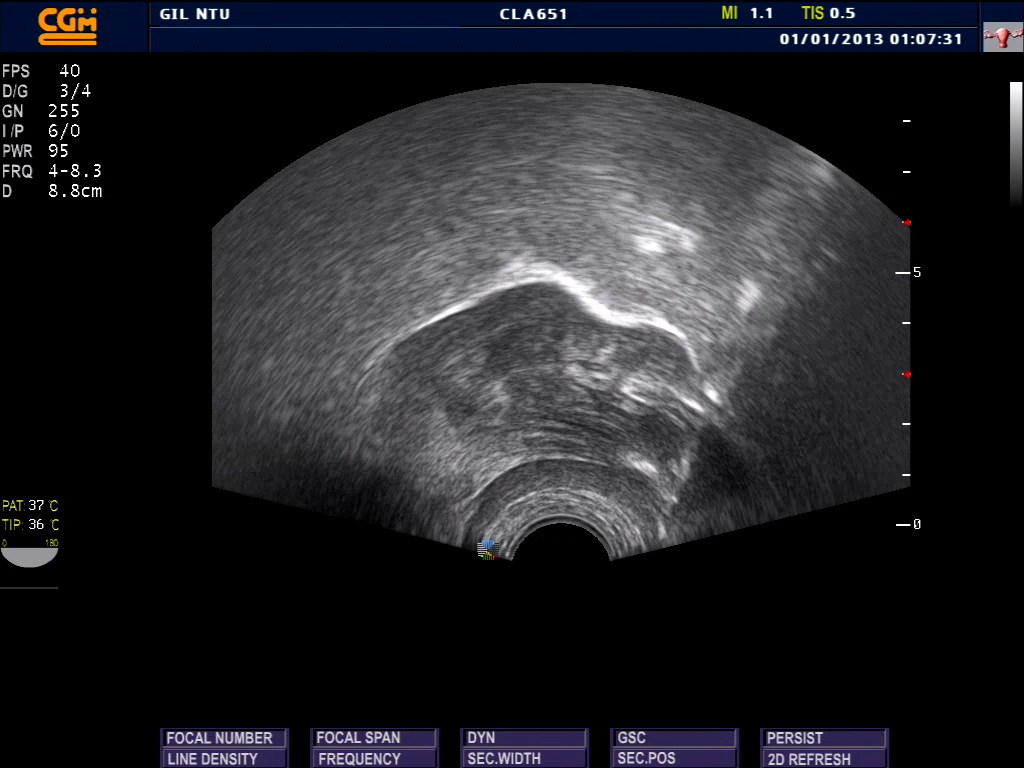 CGM
GIL NTU CLA651 MI 1.1 TIS 0.5
01/01/2013 01:07:31
FPS 40
D/G 3/4
GN 255
I/P 6/0
PWR 95
FRQ 4-8.3
D 8.8cm
5
PAT: 37 °C
TIP: 36 °C
0 180
0
FOCAL NUMBER FOCAL SPAN DYN GSC PERSIST
LINE DENSITY FREQUENCY SEC.WIDTH SEC.POS 2D REFRESH